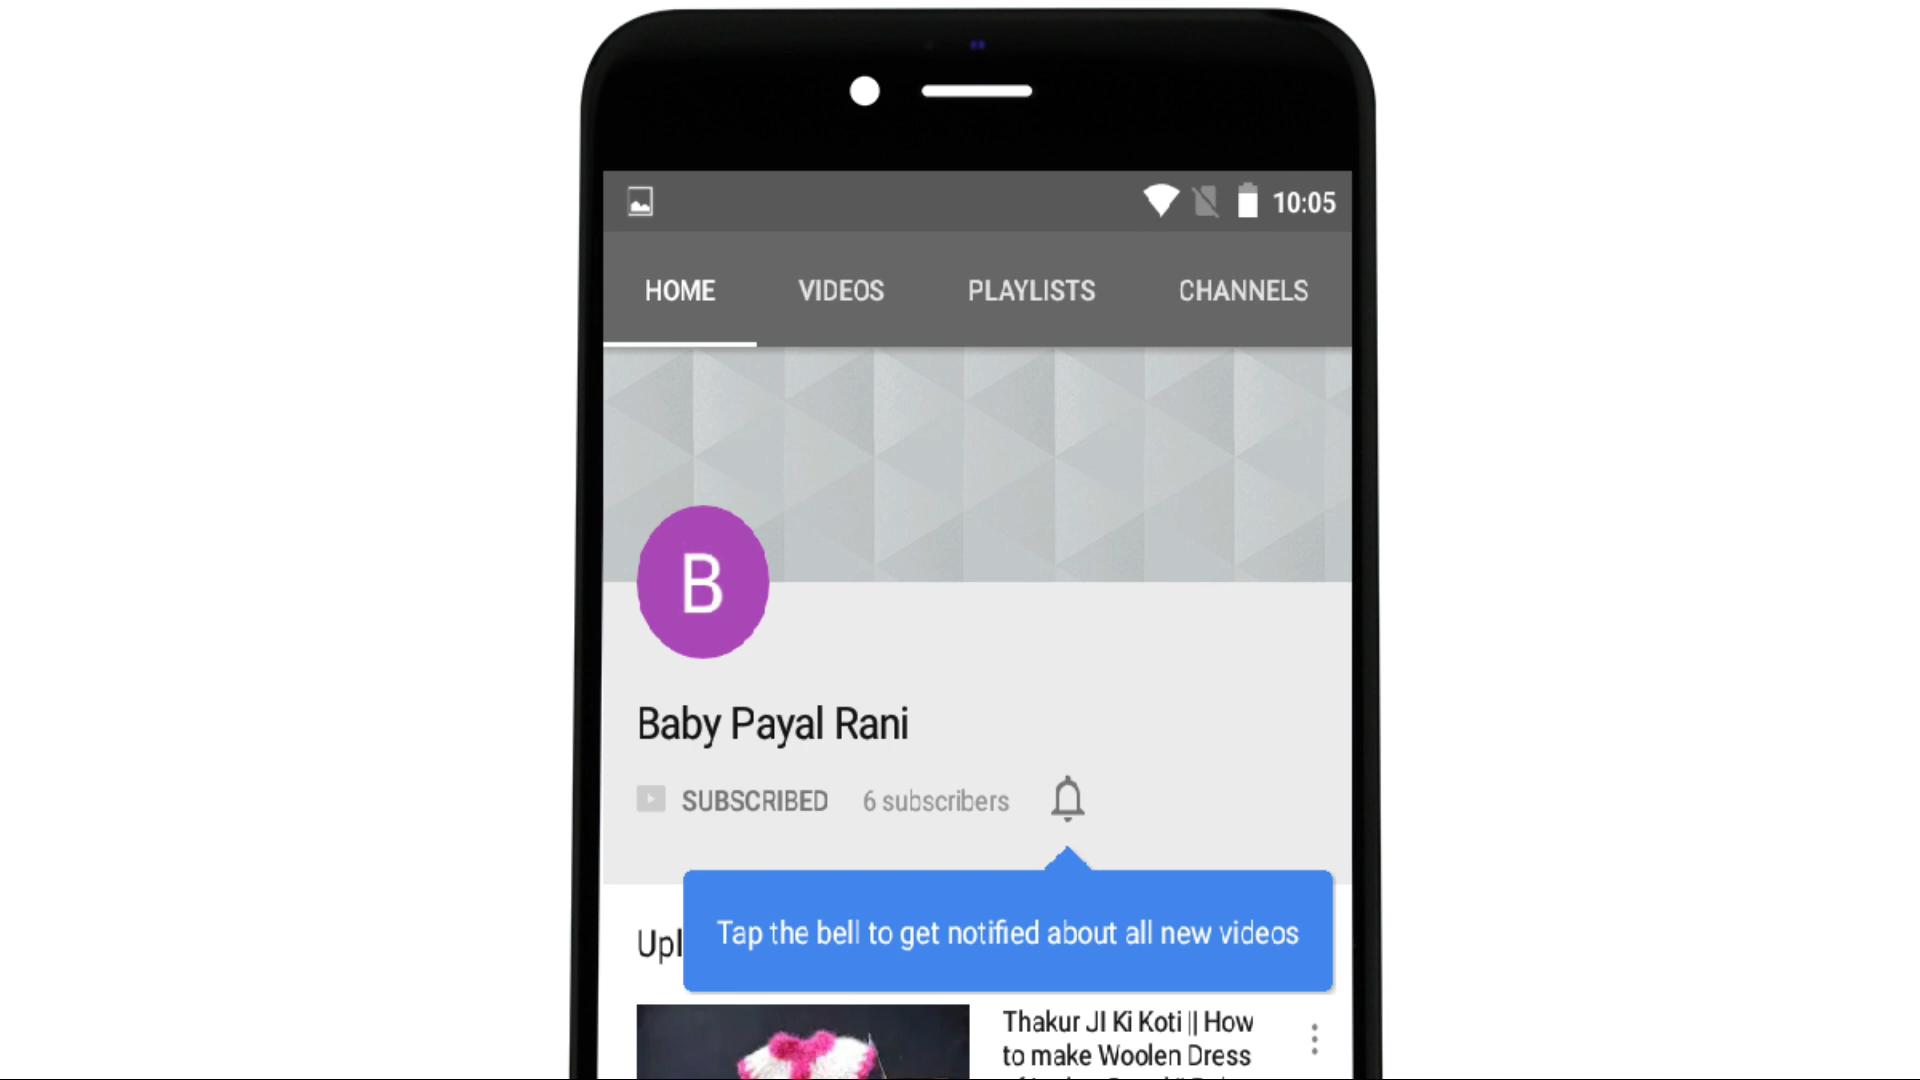 10:05
HOME VIDEOS PLAYLISTS CHANNELS
B
Baby Payal Rani
SUBSCRIBED 6 subscribers
Tap the bell to get notified about all new videos
Upl
Thakur JI Ki Koti || How
to make Woolen Dress